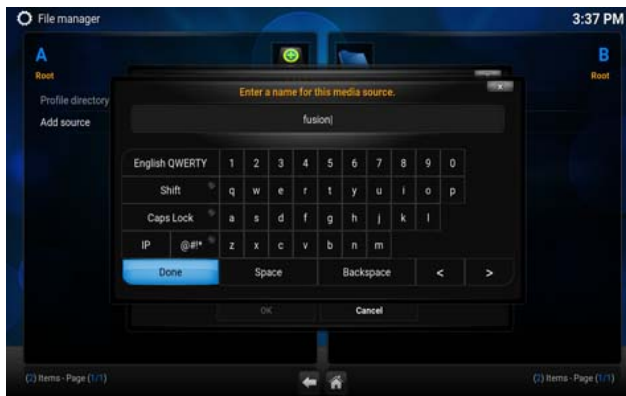 File manager
3:37 PM
A
B
Root
Root
Enter a name for this media source.
Profile directory
Add source
fusion
English QWERTY 1 2 3 4 5 6 7 8 9 0
Shift q w e r t y u i o p
Caps Lock a s d f g h j k l
IP @#!* z x c v b n m
Done Space Backspace < >
OK Cancel
(2) Items - Page (1/1)
(2) Items - Page (1/1)